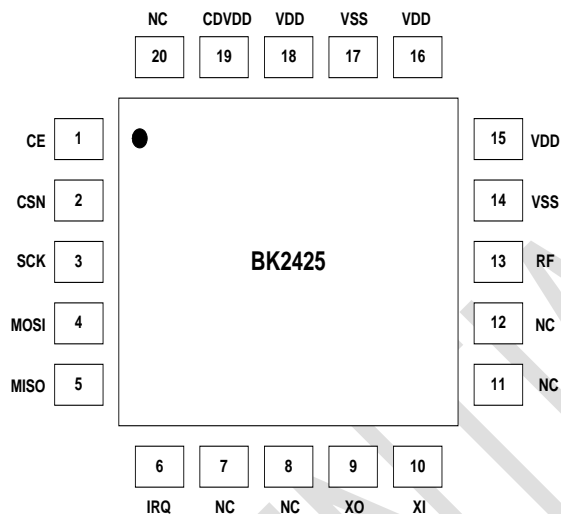 NC CDVDD VDD VSS VDD
20 19 18 17 16
CE 1 15 VDD
CSN 2 14 VSS
SCK 3 BK2425 13 RF
MOSI 4 12 NC
MISO 5 11 NC
6 7 8 9 10
IRQ NC NC XO XI